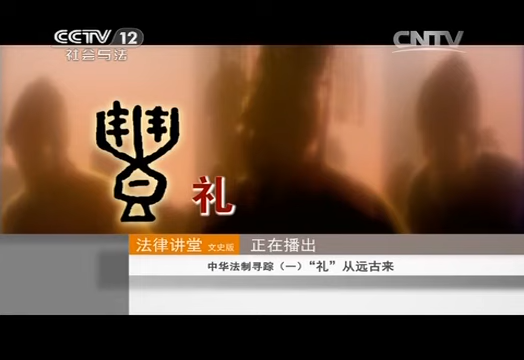 CCTV 12
社会与法
CNTV
豊
礼
法律讲堂 文史版 正在播出
中华法制寻踪（一）“礼”从远古来